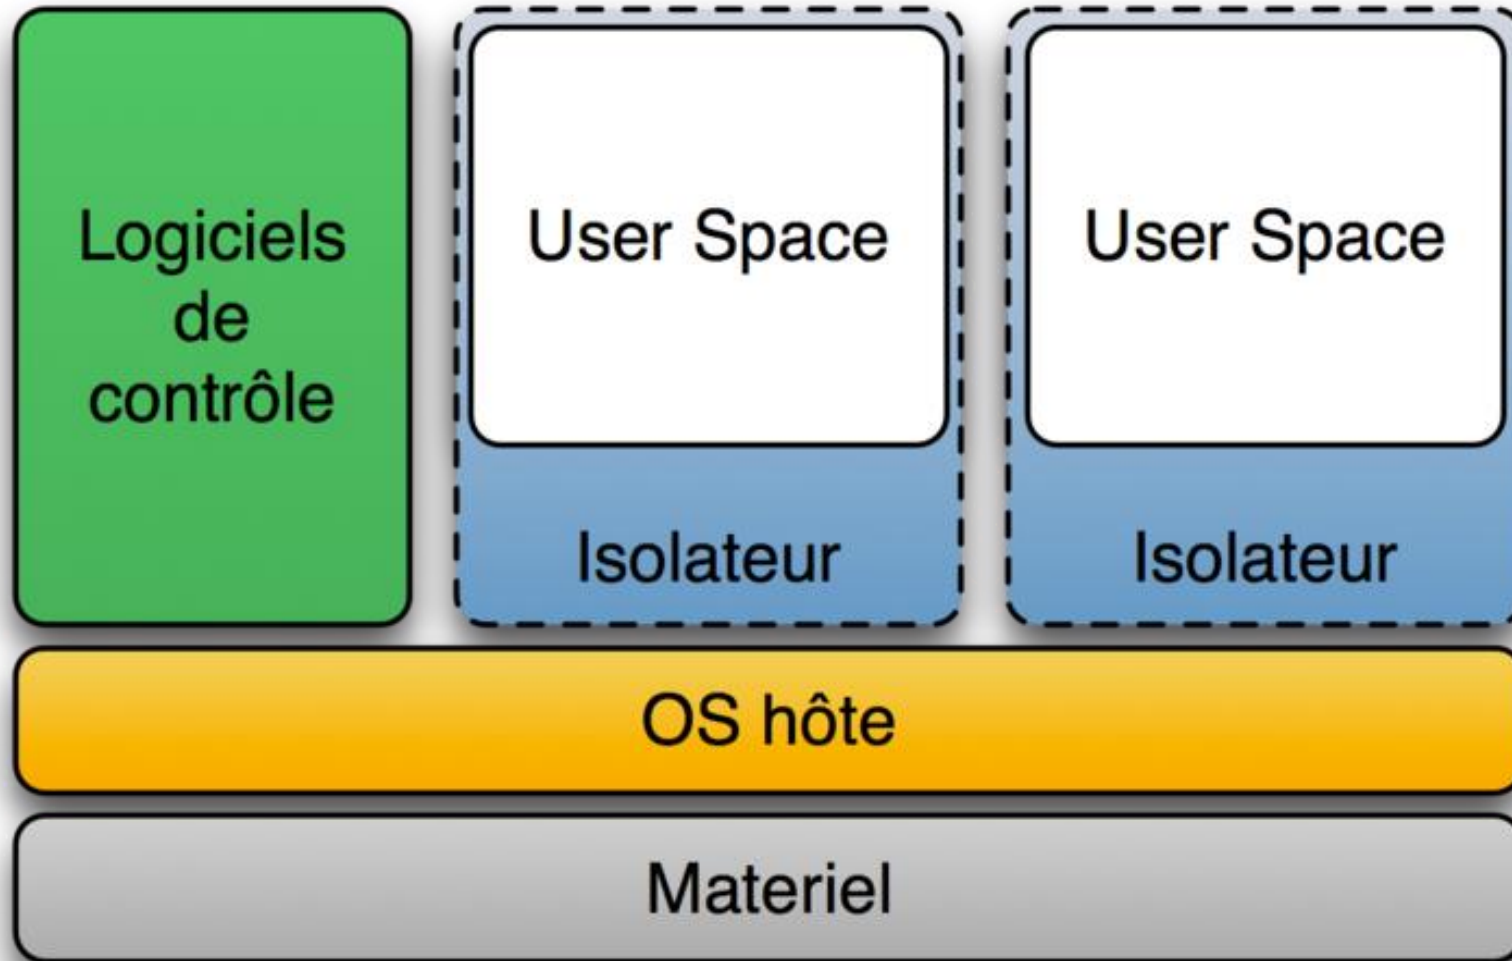 Logiciels
de
contrôle
User Space
Isolateur
User Space
Isolateur
OS hôte
Materiel